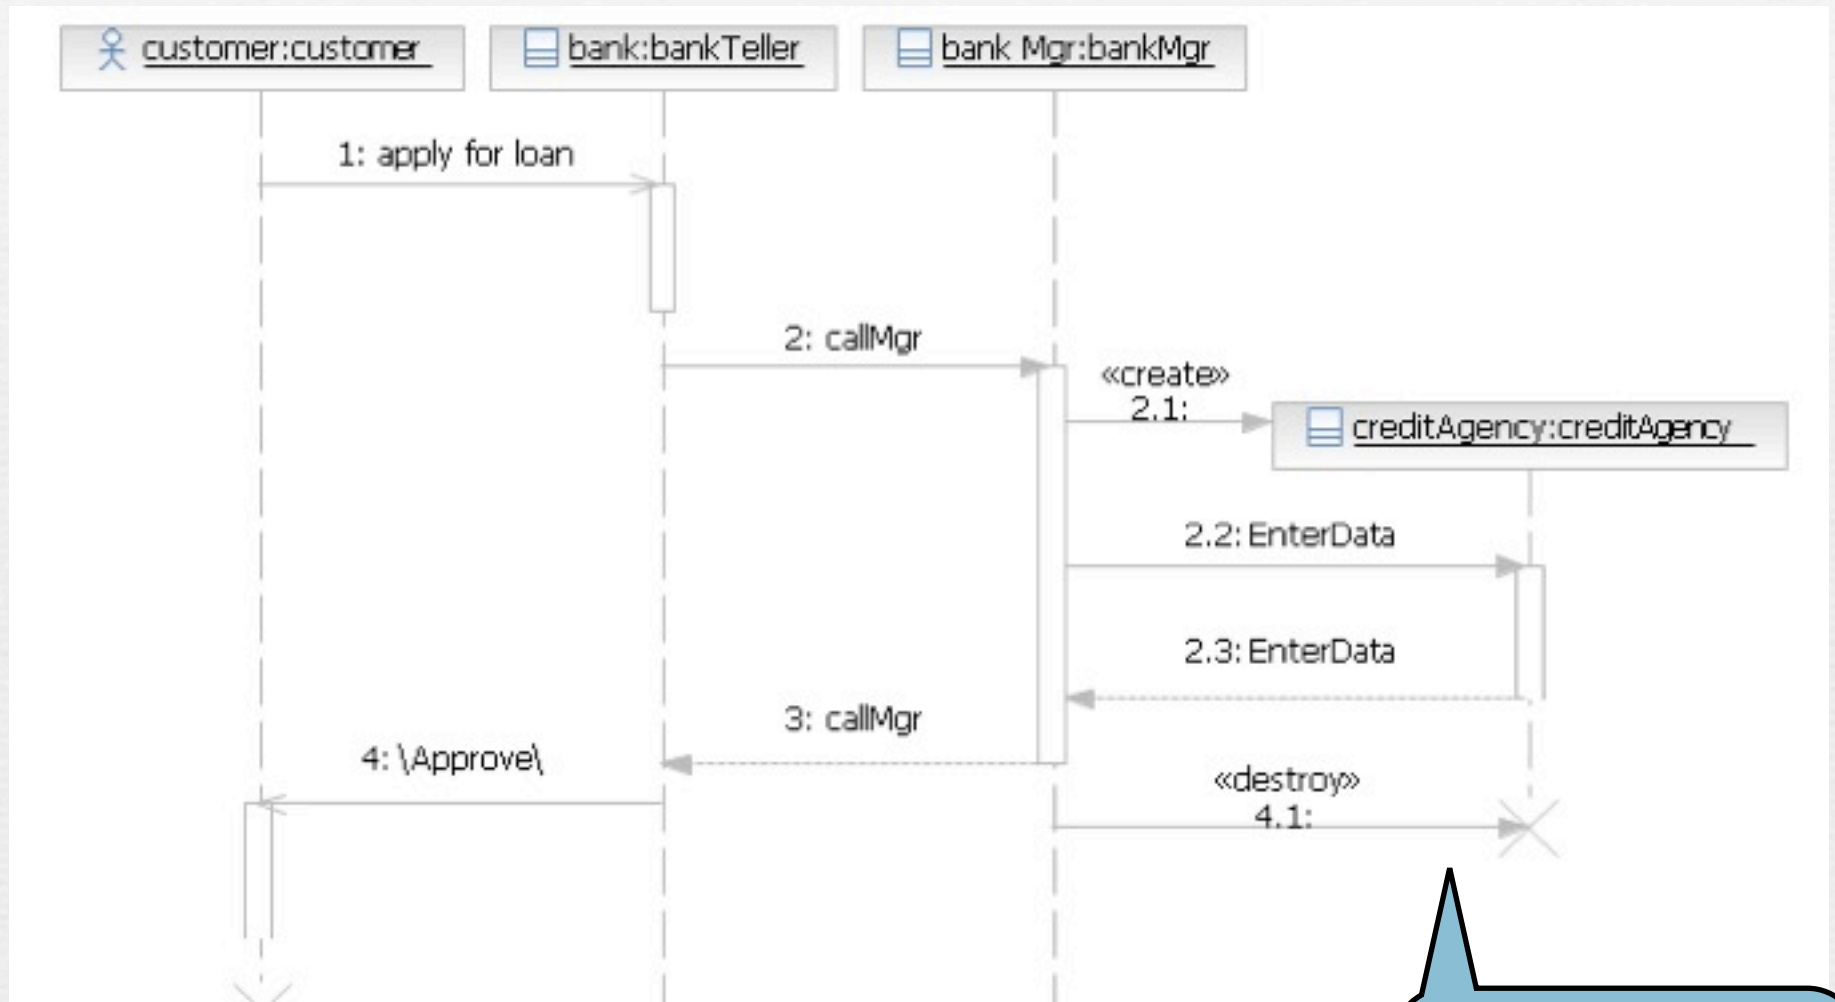 customer:customer
bank:bankTeller
bank Mgr:bankMgr
1: apply for loan
2: callMgr
«create»
2.1:
creditAgency:creditAgency
2.2: EnterData
2.3: EnterData
3: callMgr
4: \Approve\
«destroy»
4.1: